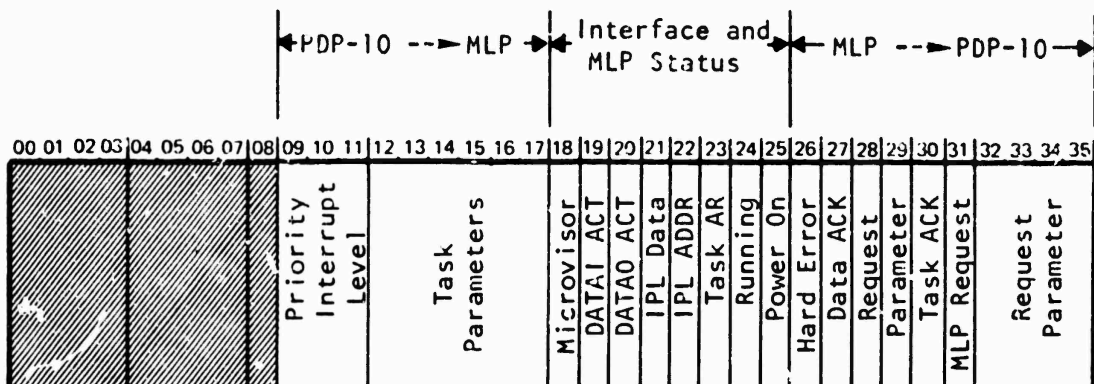 PDP-10 --→ MLP
Interface and
MLP Status
MLP --→ PDP-10
00 01 02 03 04 05 06 07 08 09 10 11 12 13 14 15 16 17 18 19 20 21 22 23 24 25 26 27 28 29 30 31 32 33 34 35
Priority
Interrupt
Level
Task
Parameters
Microvisor
DATAI ACT
DATAO ACT
IPL Data
IPL ADDR
Task AR
Running
Power On
Hard Error
Data ACK
Request
Parameter
Task ACK
MLP Request
Request
Parameter